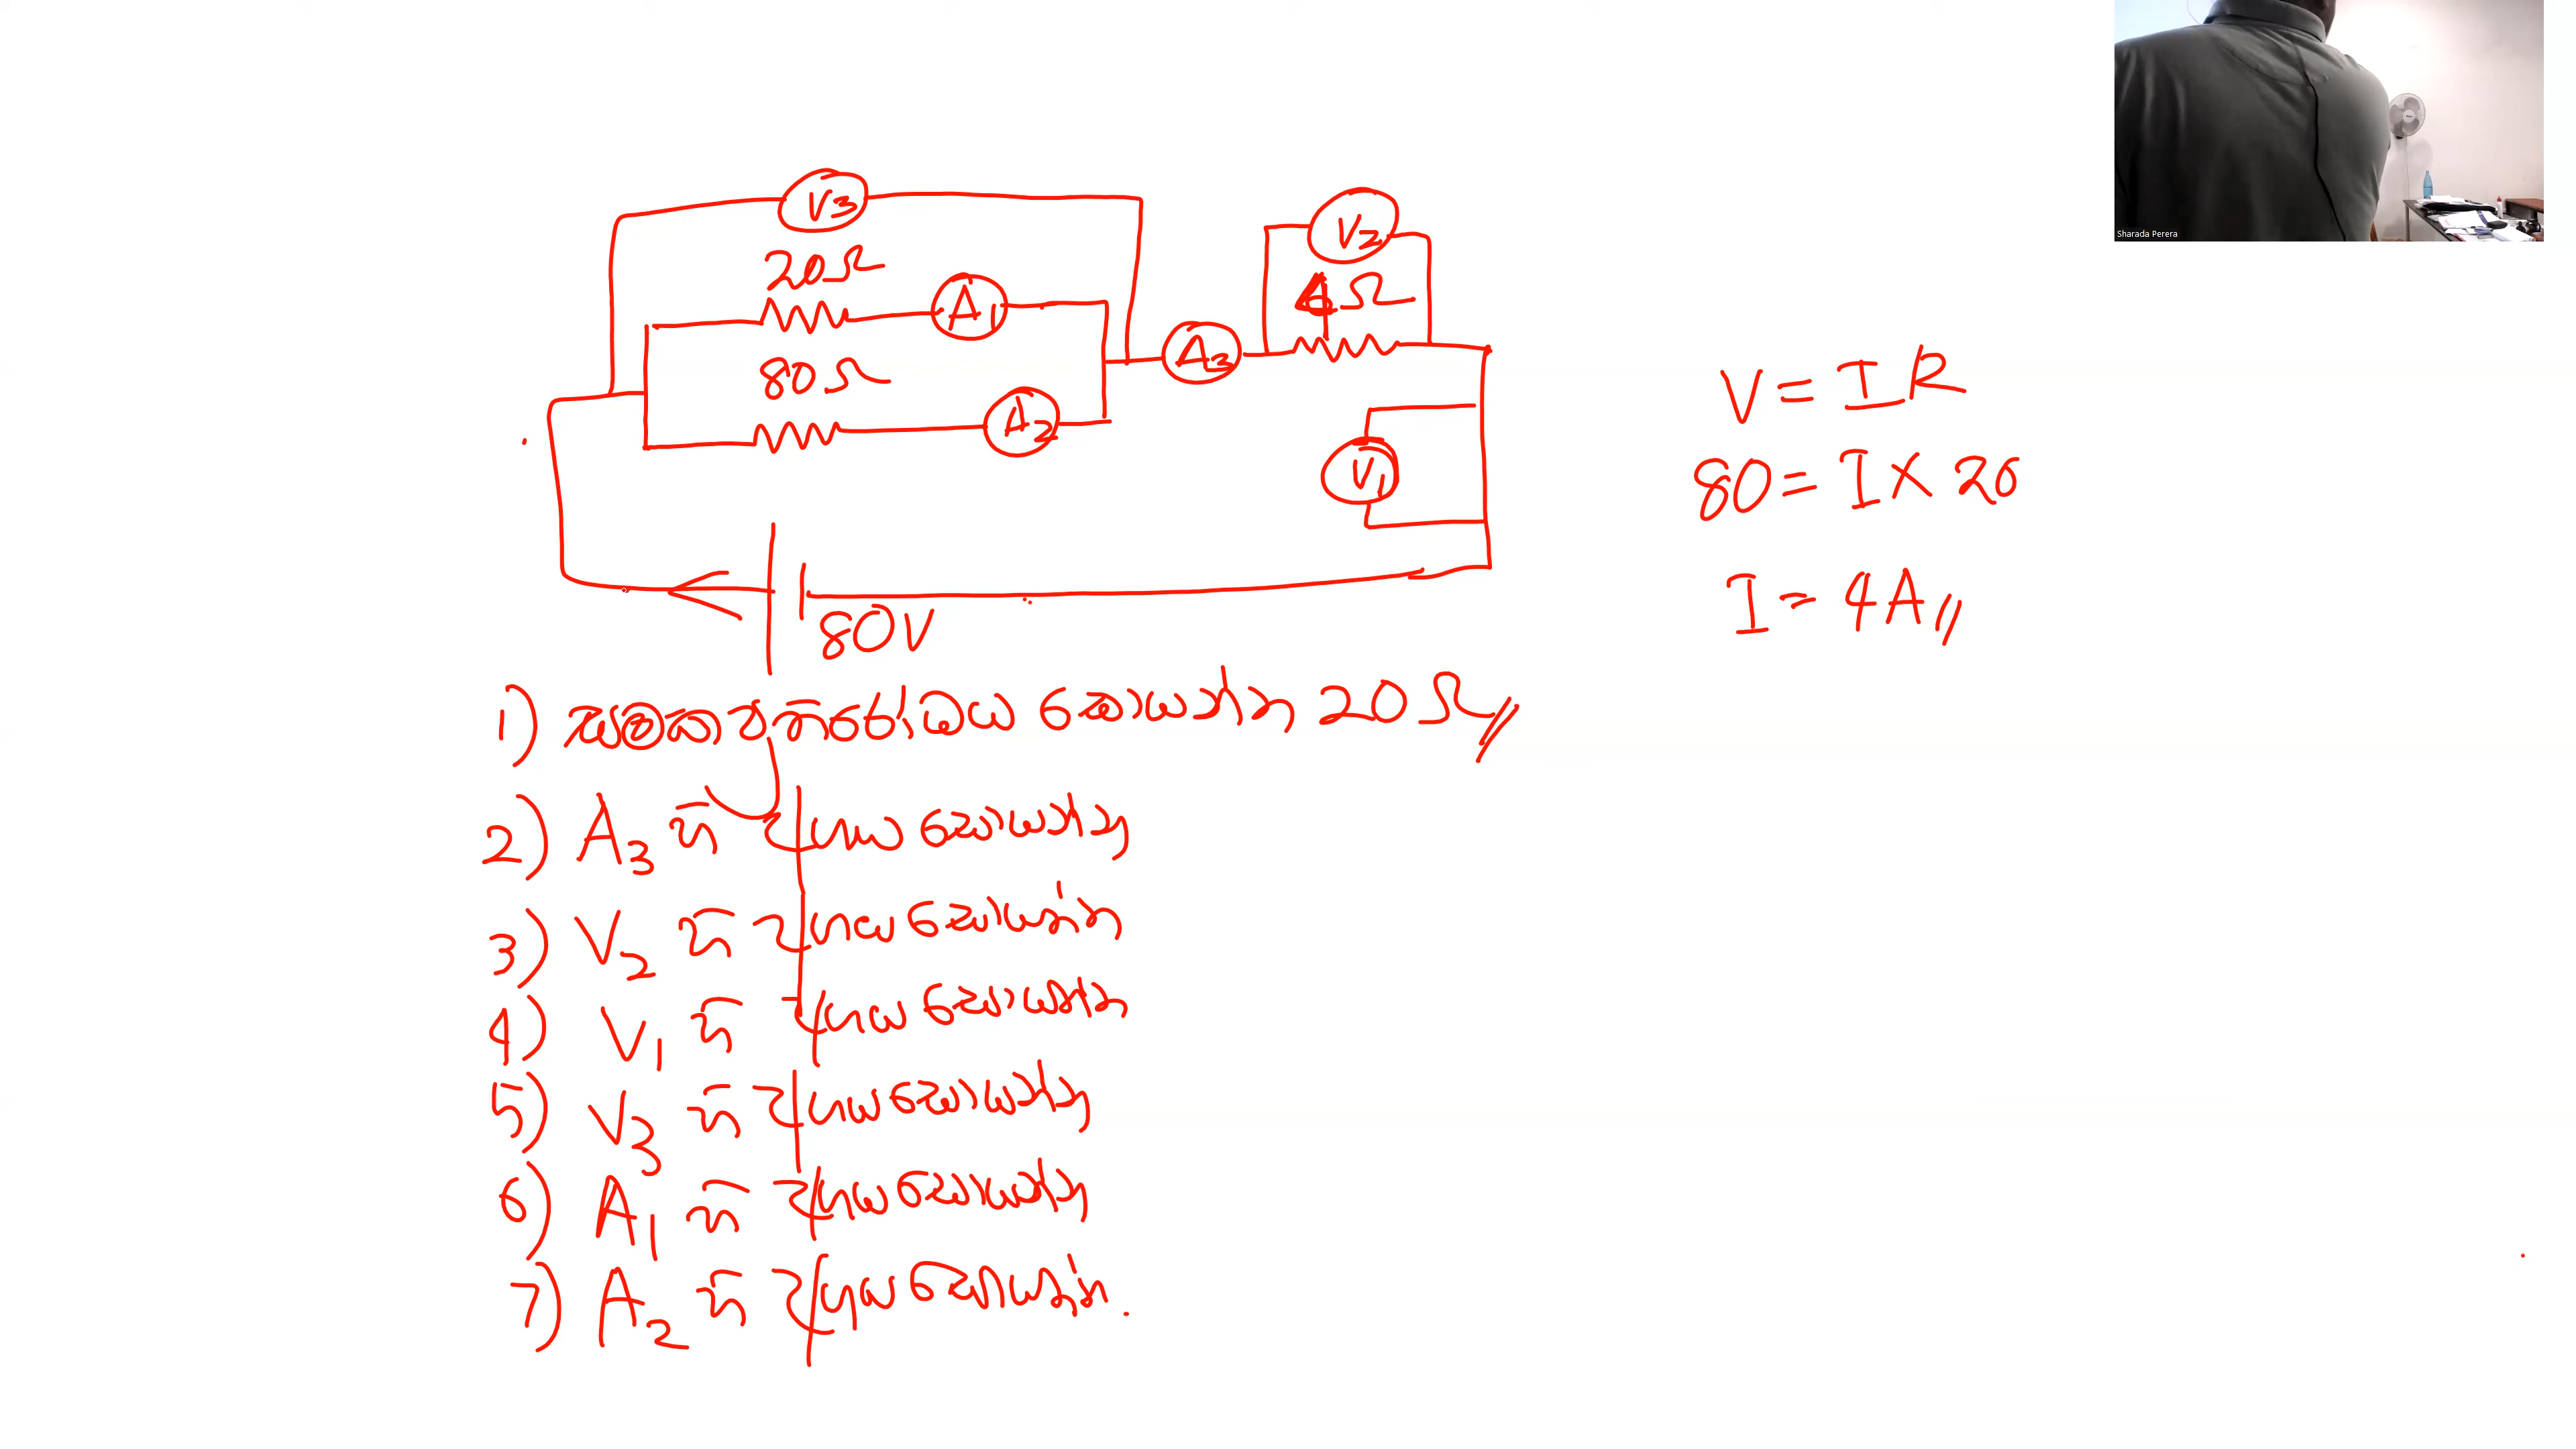 V3
20Ω
A1
80Ω
A2
A3
V2
4Ω
V1
80V
V = IR
80 = I × 20
I = 4A //
1) සමක ප්‍රතිරෝධය සොයන්න 20Ω //
2) A3 හි අගය සොයන්න
3) V2 හි අගය සොයන්න
4) V1 හි අගය සොයන්න
5) V3 හි අගය සොයන්න
6) A1 හි අගය සොයන්න
7) A2 හි අගය සොයන්න.
Sharada Perera